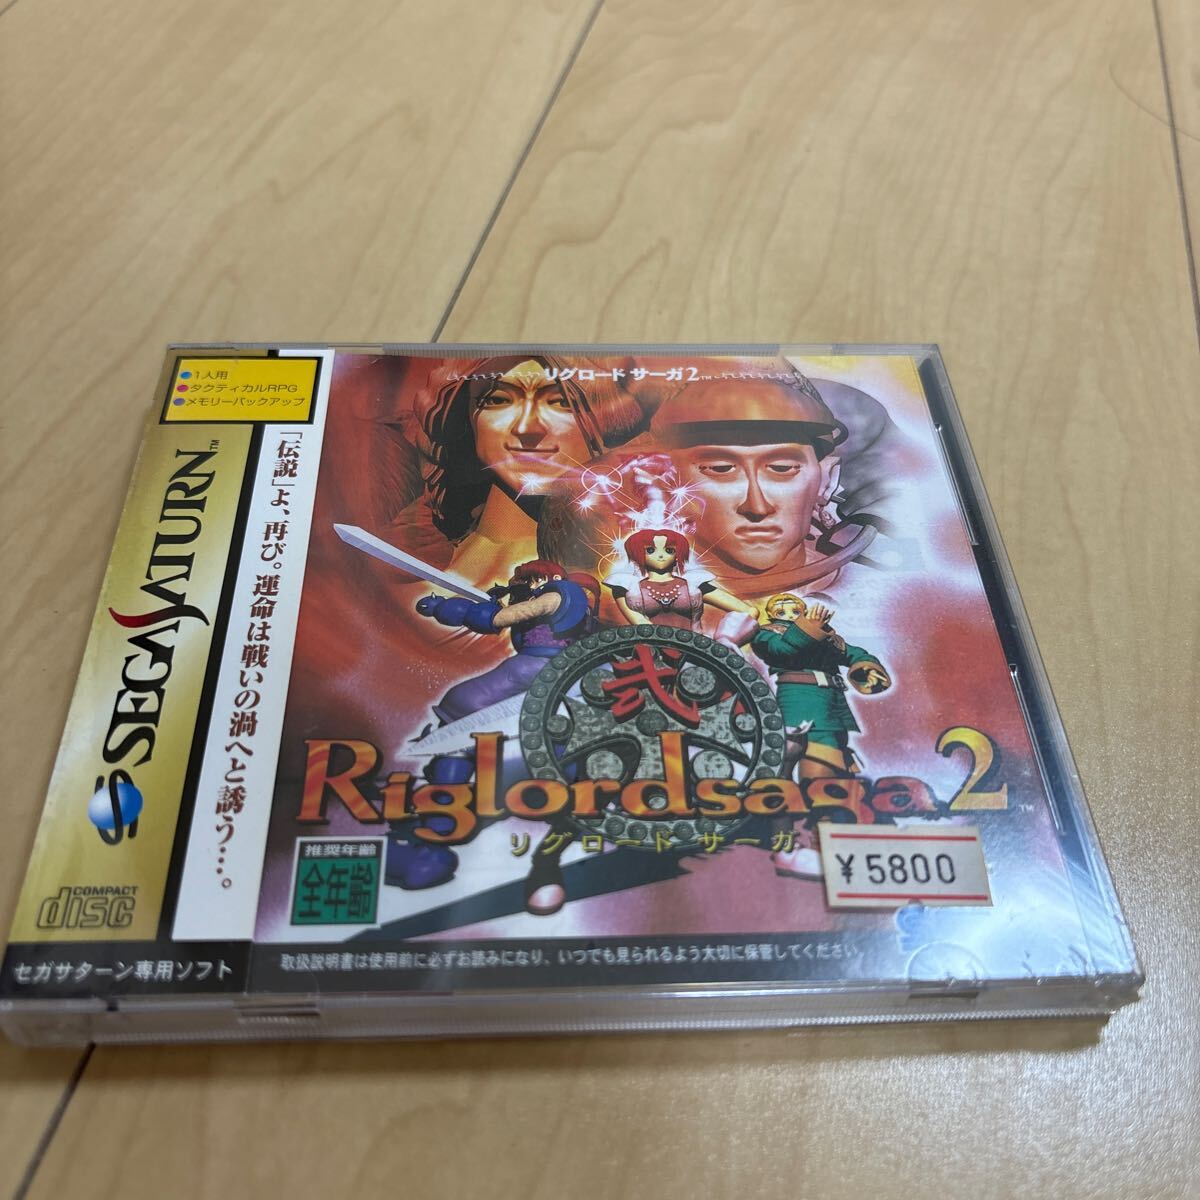 1人用
タクティカルRPG
メモリーバックアップ
SEGA SATURN™
COMPACT
disc
セガサターン専用ソフト
「伝説」よ、再び。運命は戦いの渦へと誘う…。
リグロード サーガ2™
弐
Riglordsaga2™
リグロード サーガ
推奨年齢
全年齢
¥5800
取扱説明書は使用前に必ずお読みになり、いつでも見られるよう大切に保管してください。